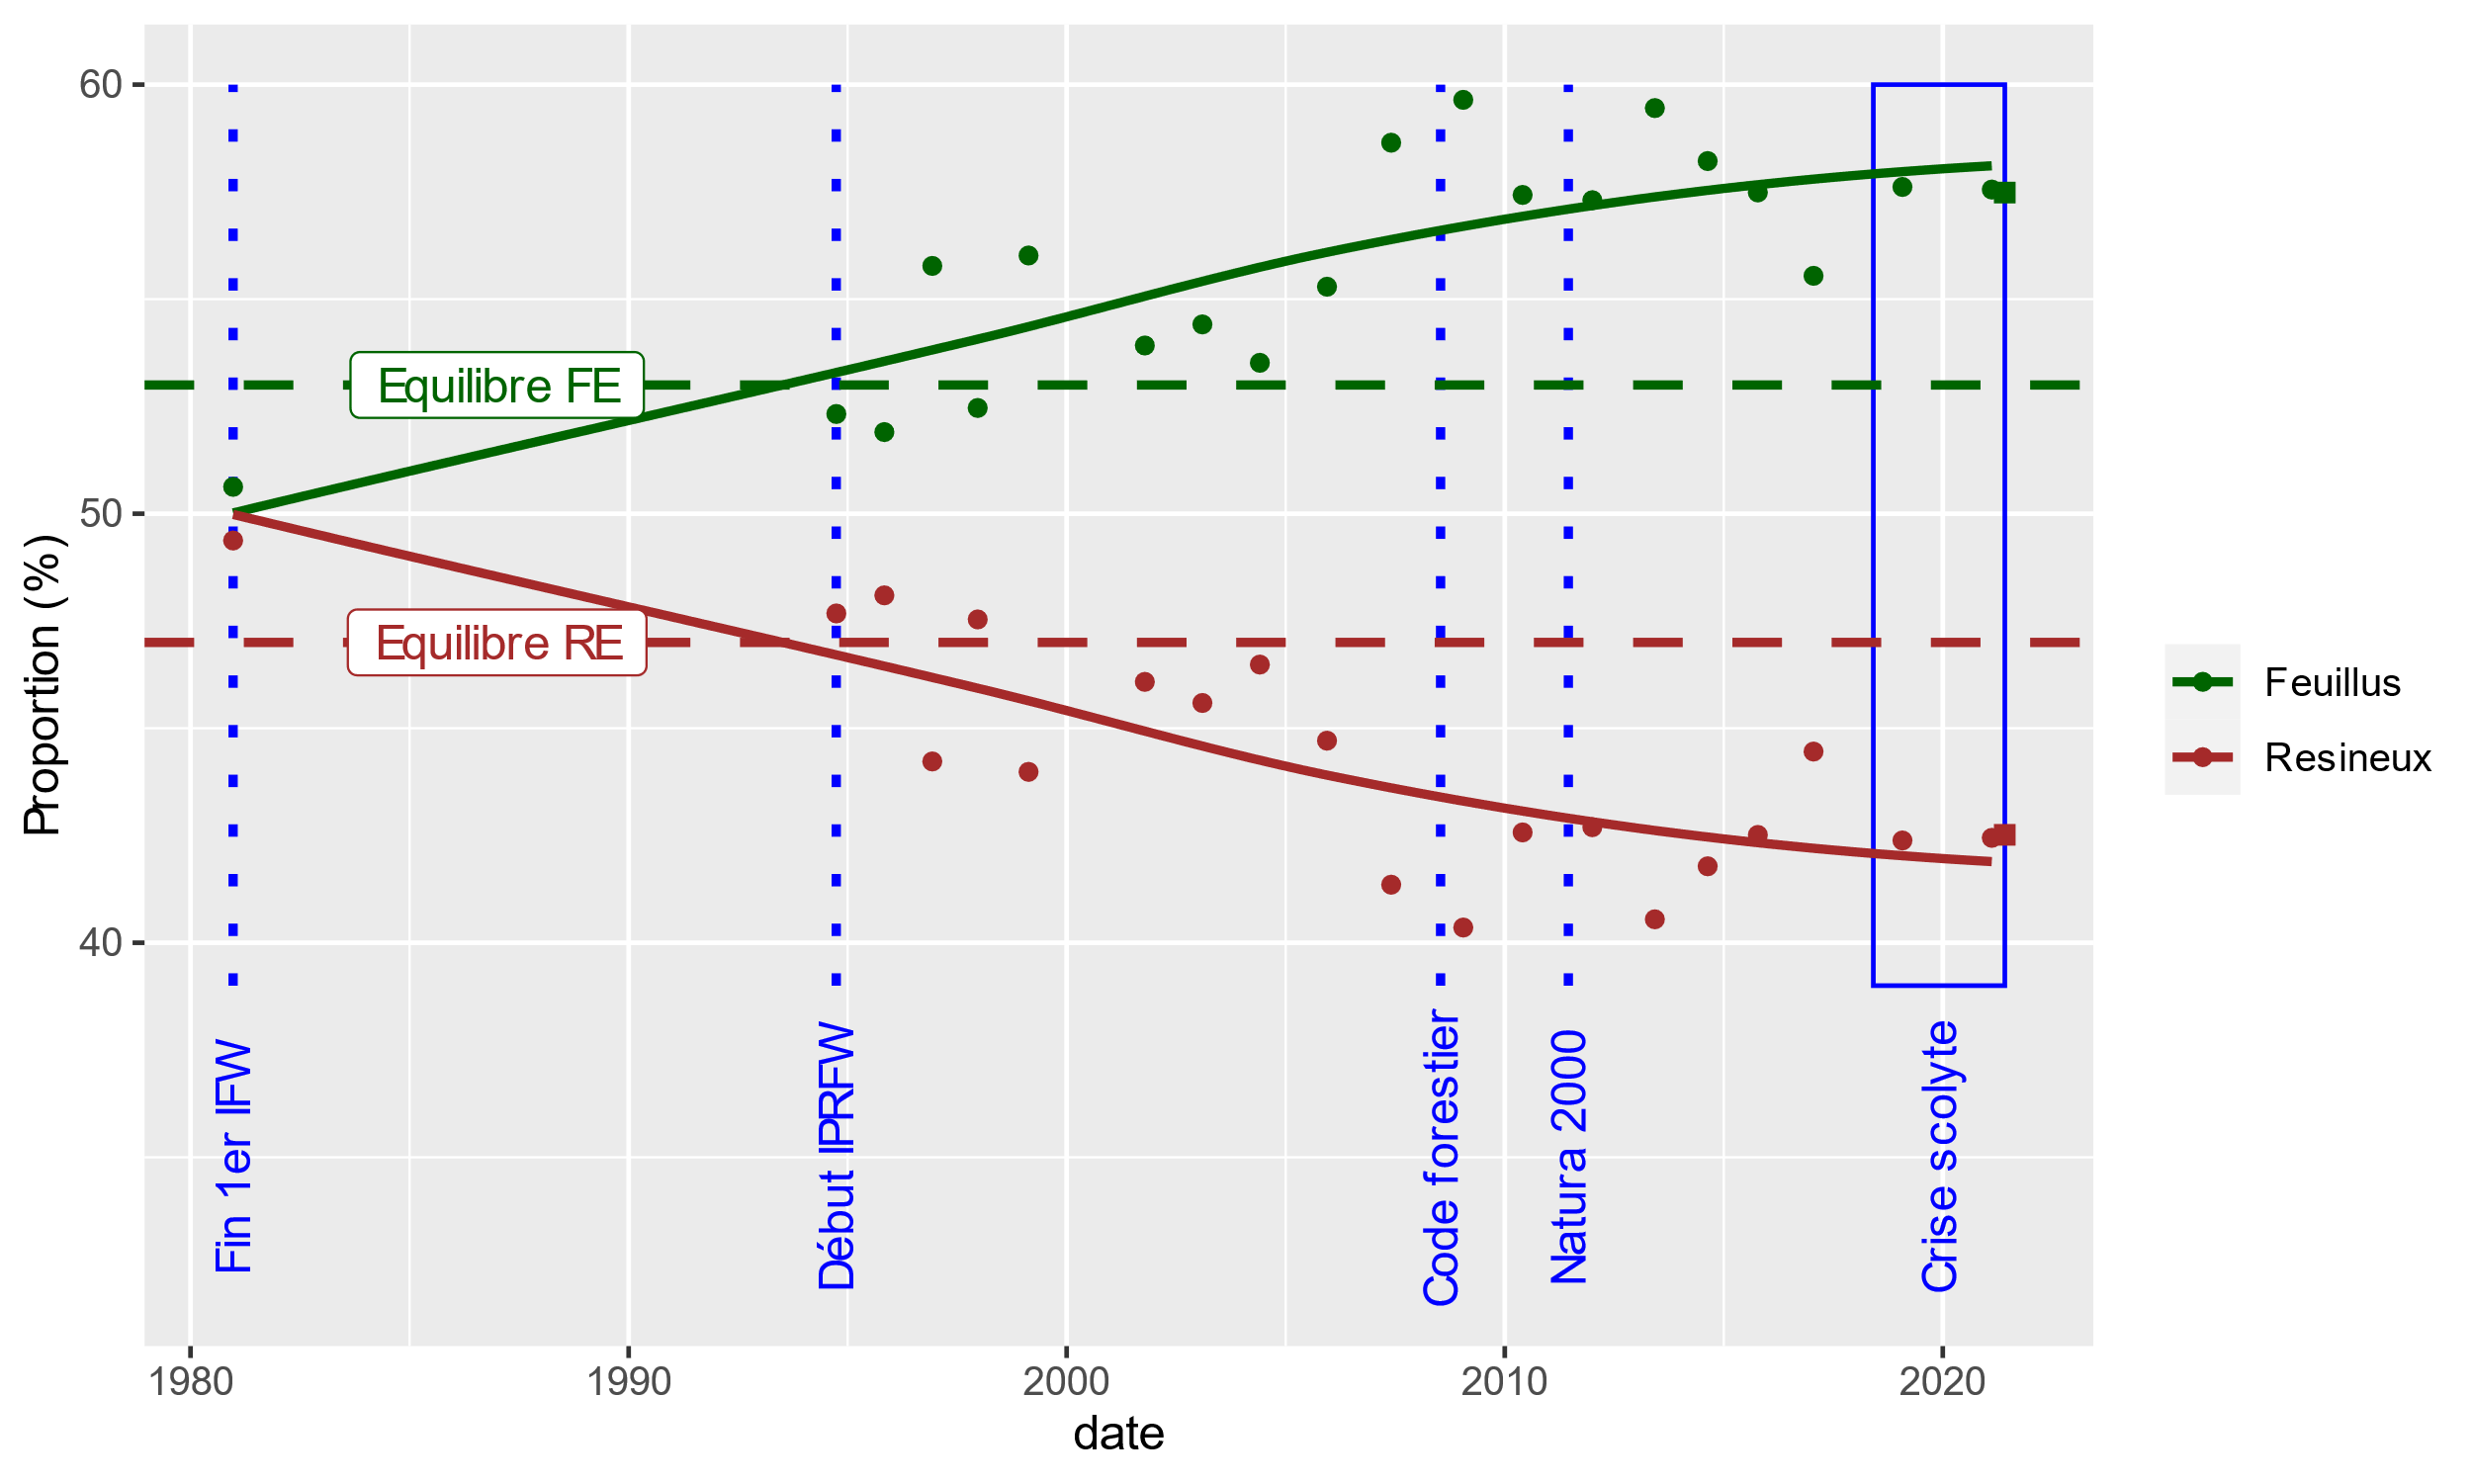 60
50
40
Proportion (%)
Equilibre FE
Equilibre RE
Fin 1er IFW
Début IPRFW
Code forestier
Natura 2000
Crise scolyte
1980
1990
2000
2010
2020
date
Feuillus
Resineux